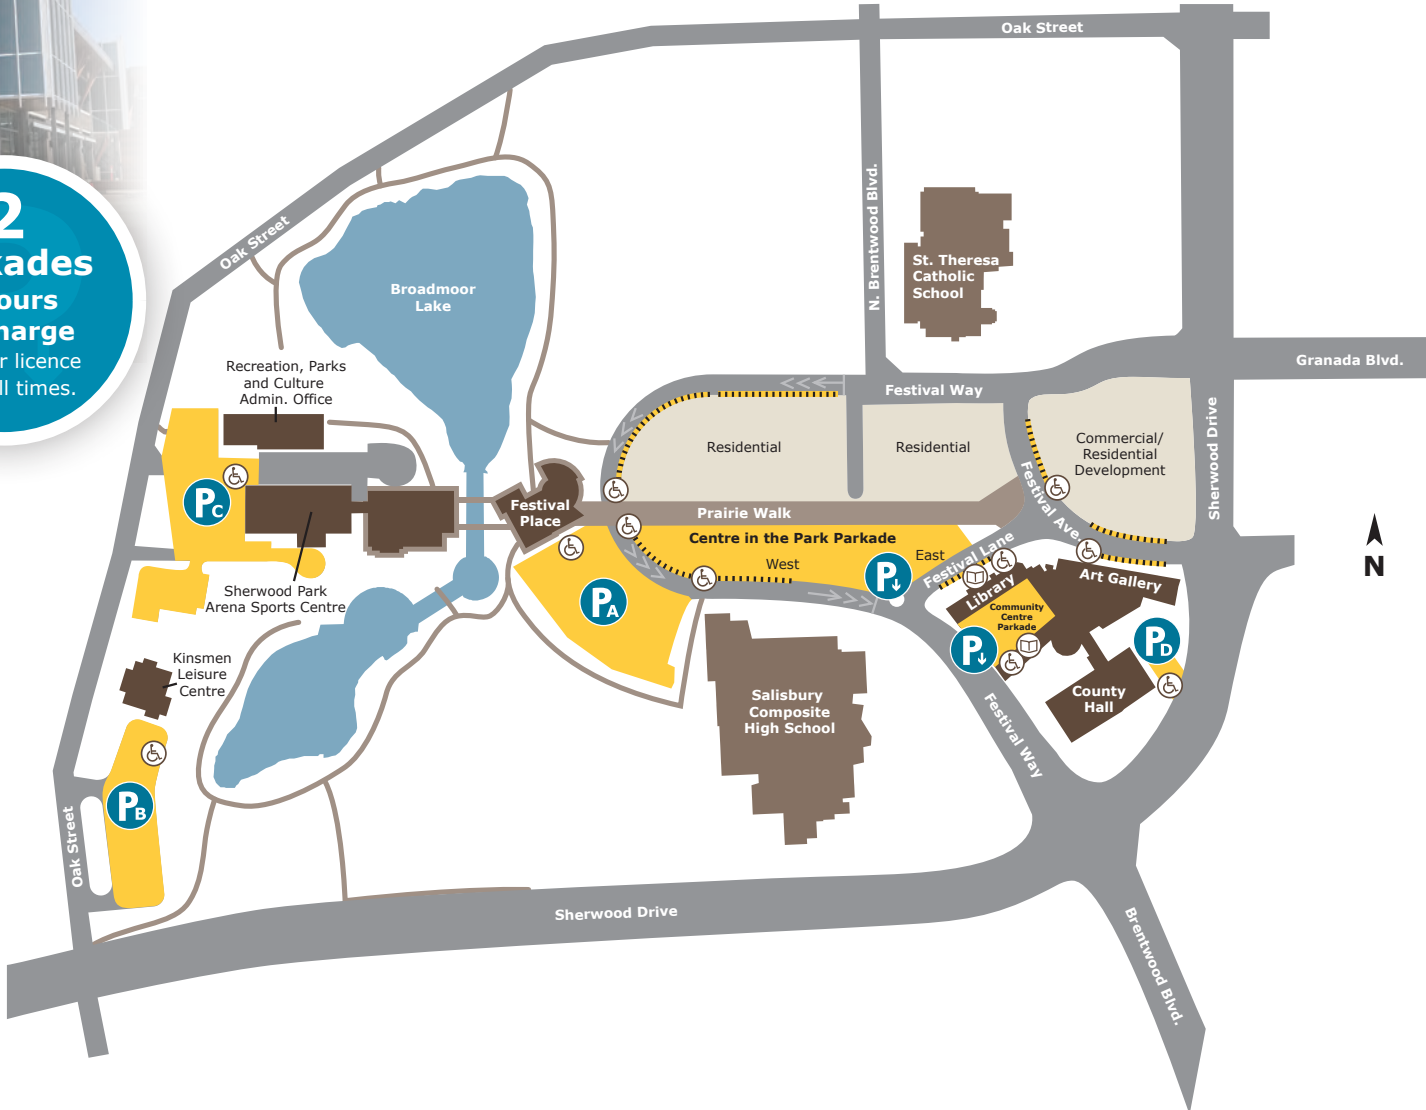 2
kades
ours
harge
r licence
ll times.
Oak Street
Oak Street
Broadmoor
Lake
N. Brentwood Blvd.
St. Theresa
Catholic
School
Granada Blvd.
Recreation, Parks
and Culture
Admin. Office
Festival Way
Residential
Residential
Commercial/
Residential
Development
Sherwood Drive
Festival Ave.
PC
Festival
Place
Prairie Walk
Centre in the Park Parkade
West
East
P
Festival Lane
Library
Art Gallery
N
Sherwood Park
Arena Sports Centre
PA
Community
Centre
Parkade
P
PD
Kinsmen
Leisure
Centre
Salisbury
Composite
High School
County
Hall
Festival Way
PB
Oak Street
Sherwood Drive
Brentwood Blvd.